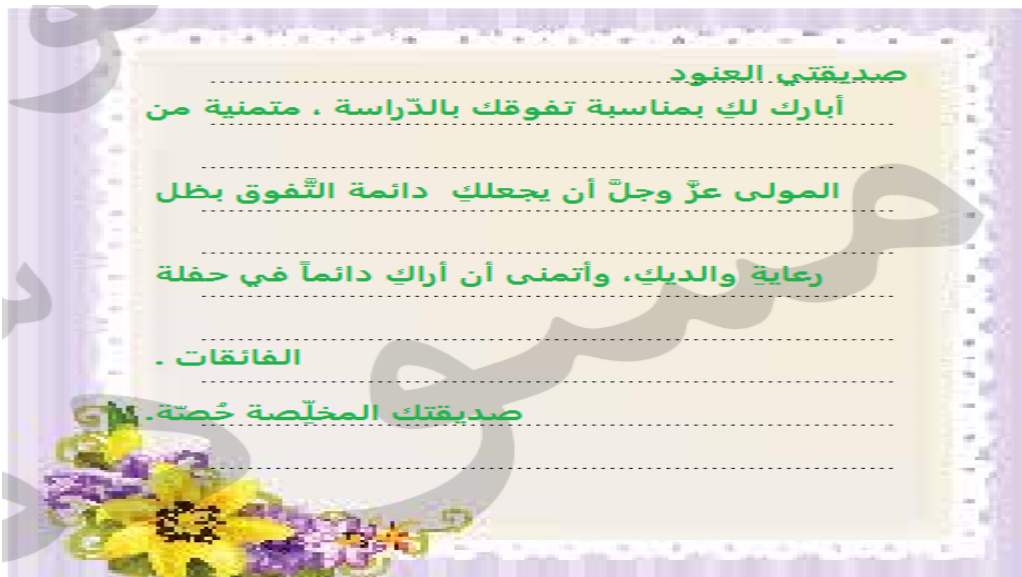 صديقتي العنود
أبارك لكِ بمناسبة تفوقك بالدّراسة ، متمنية من
المولى عزَّ وجلَّ أن يجعلكِ دائمة التَّفوق بظل
رعايةِ والديكِ، وأتمنى أن أراكِ دائماً في حفلة
الفائقات .
صديقتك المخلِّصة حُصّة.